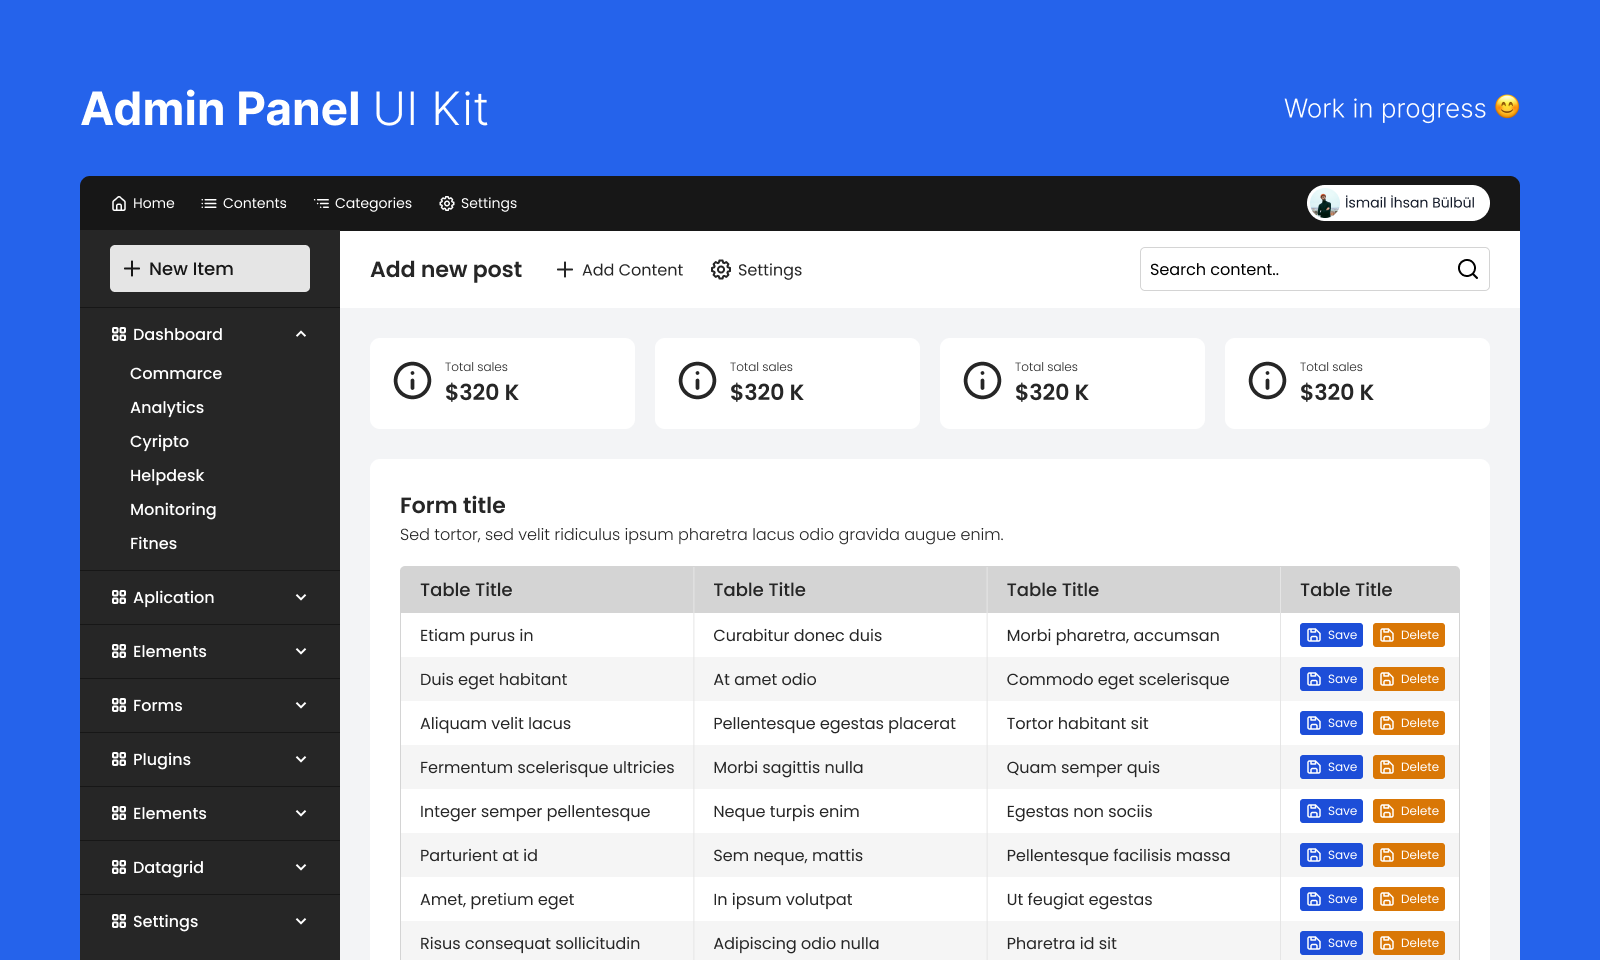 Admin Panel UI Kit
Work in progress 😊
Home Contents Categories Settings İsmail İhsan Bülbül
New Item
Add new post Add Content Settings Search content..
Dashboard
Commarce
Analytics
Cyripto
Helpdesk
Monitoring
Fitnes
Aplication
Elements
Forms
Plugins
Elements
Datagrid
Settings
Total sales
$320 K
Total sales
$320 K
Total sales
$320 K
Total sales
$320 K
Form title
Sed tortor, sed velit ridiculus ipsum pharetra lacus odio gravida augue enim.
Table Title Table Title Table Title Table Title
Etiam purus in Curabitur donec duis Morbi pharetra, accumsan Save Delete
Duis eget habitant At amet odio Commodo eget scelerisque Save Delete
Aliquam velit lacus Pellentesque egestas placerat Tortor habitant sit Save Delete
Fermentum scelerisque ultricies Morbi sagittis nulla Quam semper quis Save Delete
Integer semper pellentesque Neque turpis enim Egestas non sociis Save Delete
Parturient at id Sem neque, mattis Pellentesque facilisis massa Save Delete
Amet, pretium eget In ipsum volutpat Ut feugiat egestas Save Delete
Risus consequat sollicitudin Adipiscing odio nulla Pharetra id sit Save Delete